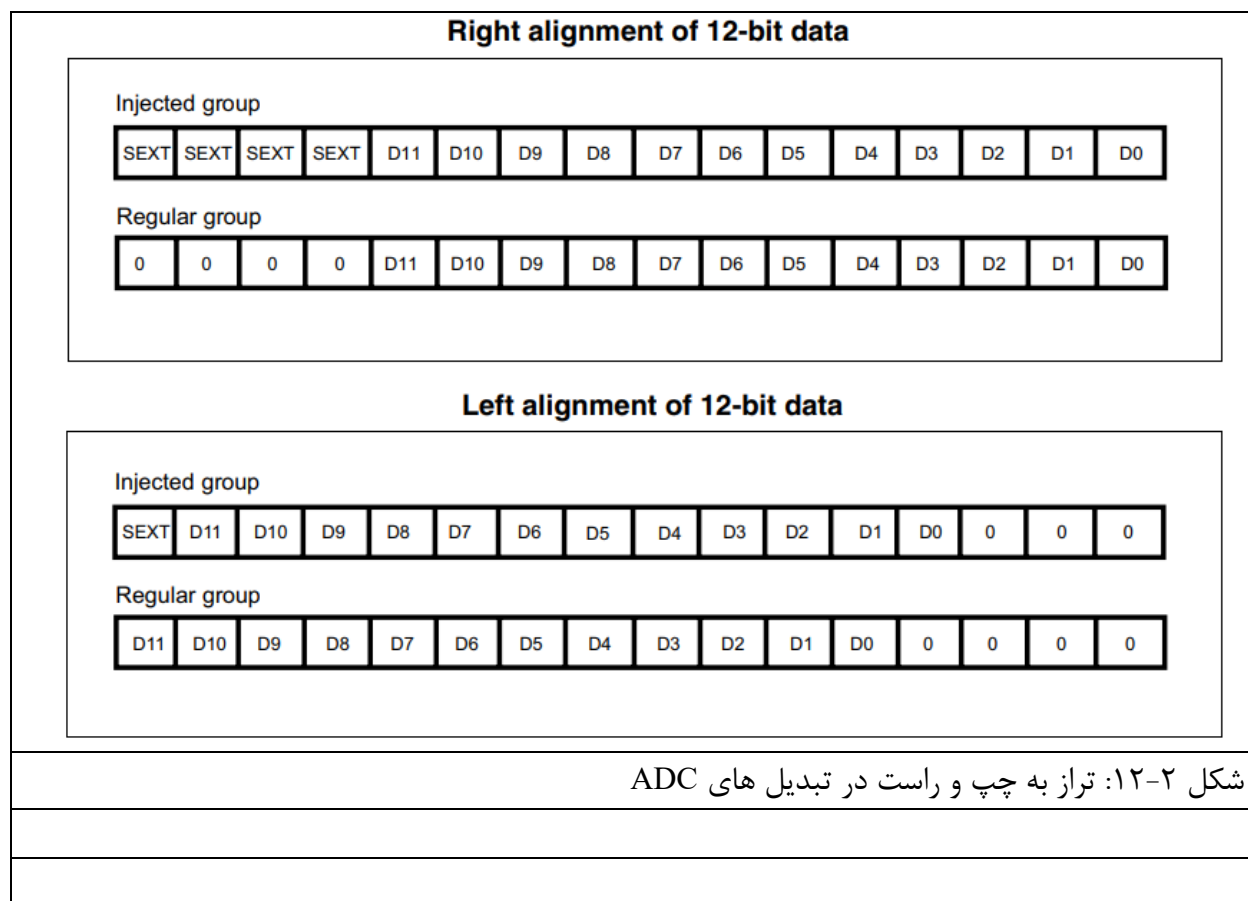 Right alignment of 12-bit data
Injected group
SEXT SEXT SEXT SEXT D11 D10 D9 D8 D7 D6 D5 D4 D3 D2 D1 D0
Regular group
0 0 0 0 D11 D10 D9 D8 D7 D6 D5 D4 D3 D2 D1 D0
Left alignment of 12-bit data
Injected group
SEXT D11 D10 D9 D8 D7 D6 D5 D4 D3 D2 D1 D0 0 0 0
Regular group
D11 D10 D9 D8 D7 D6 D5 D4 D3 D2 D1 D0 0 0 0 0
شکل ۲-۱۲: تراز به چپ و راست در تبدیل های ADC